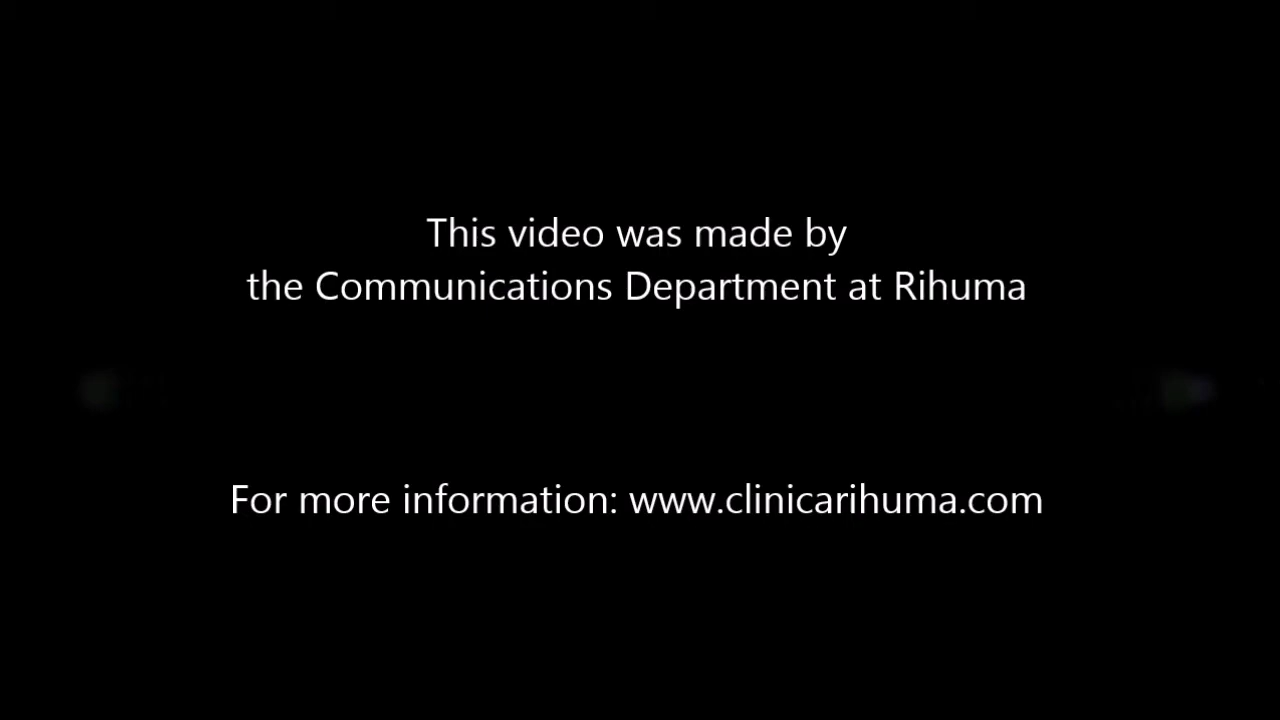 This video was made by
the Communications Department at Rihuma
For more information: www.clinicarihuma.com